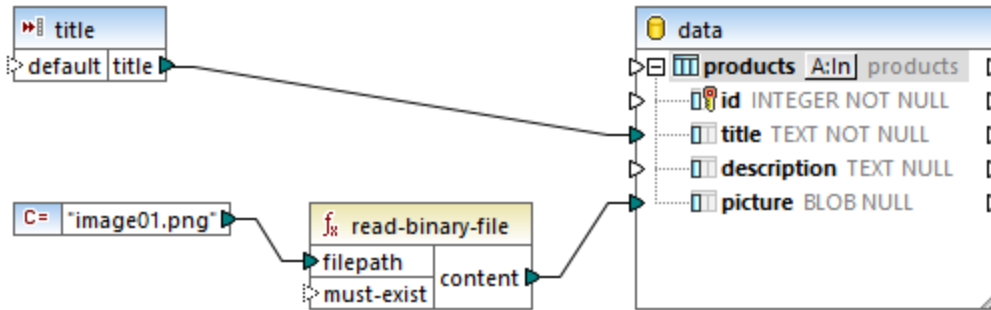 title
default title
data
products A:In products
id INTEGER NOT NULL
title TEXT NOT NULL
description TEXT NULL
picture BLOB NULL
C= "image01.png"
fx read-binary-file
filepath
content
must-exist